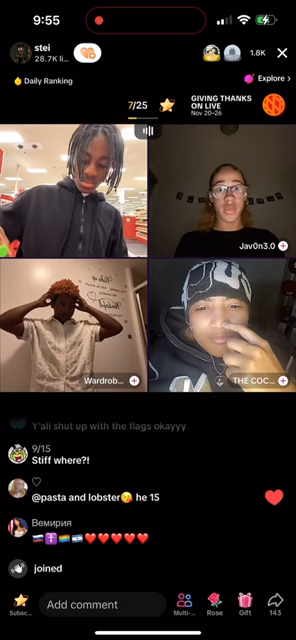 9:55
stei
28.7K li...
1.8K
Daily Ranking
Explore >
7/25
GIVING THANKS
ON LIVE
Nov 20-26
Jav0n3.0
Wardrob...
THE COC...
Y'all shut up with the flags okayyy
9/15
Stiff where?!
@pasta and lobster😘 he 15
Вемирия
🇷🇺✝️🏳️‍🌈🇮🇱❤️❤️❤️❤️❤️
joined
Subsc...
Add comment
Multi-...
Rose
Gift
143